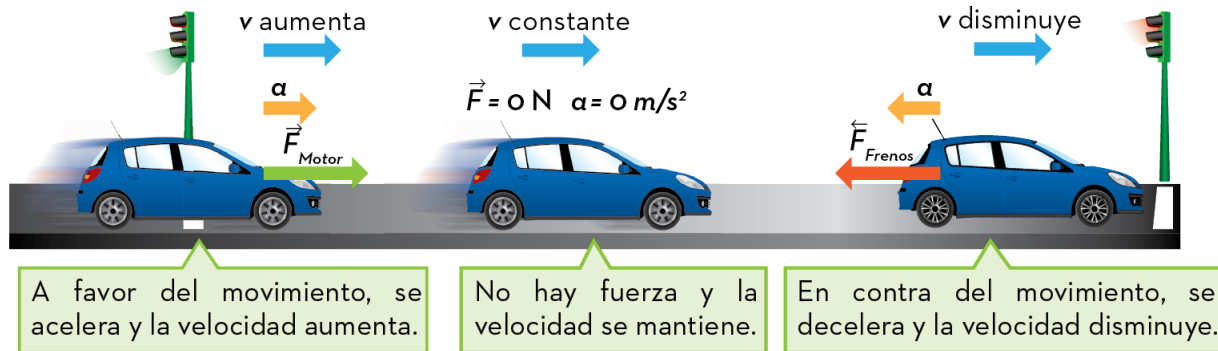 v aumenta
v constante
v disminuye
a
F = 0 N a = 0 m/s²
a
F Motor
F Frenos
A favor del movimiento, se
acelera y la velocidad aumenta.
No hay fuerza y la
velocidad se mantiene.
En contra del movimiento, se
decelera y la velocidad disminuye.